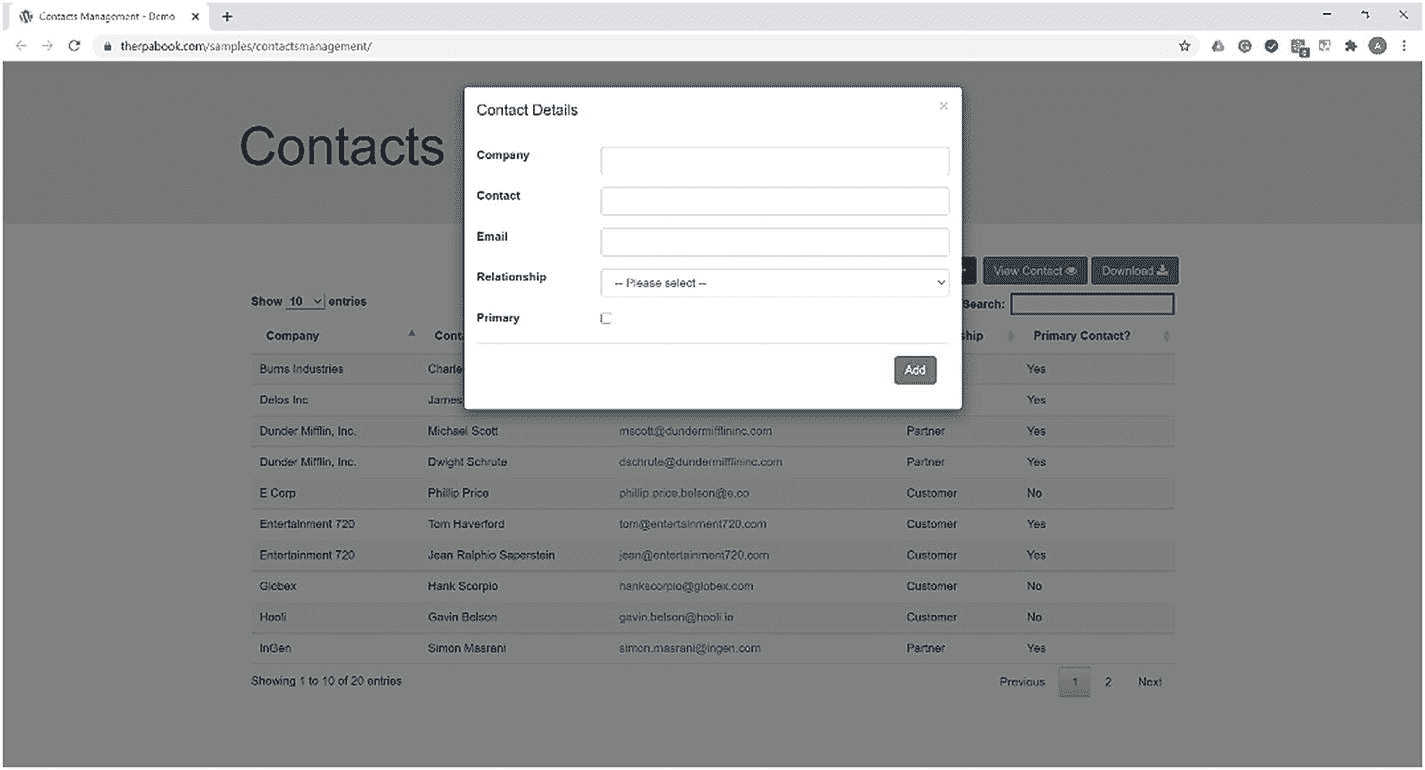 Contacts Management - Demo
therpabook.com/samples/contactsmanagement/
A
Contact Details
Contacts
Company
Contact
Email
Relationship -- Please select --
Primary
Add
View Contact Download
Show 10 entries Search:
Company Conta ship Primary Contact?
Burns Industries Charle Yes
Delos Inc James Yes
Dunder Mifflin, Inc. Michael Scott mscott@dundermifflininc.com Partner Yes
Dunder Mifflin, Inc. Dwight Schrute dschrute@dundermifflininc.com Partner Yes
E Corp Phillip Price phillip.price.belson@e.co Customer No
Entertainment 720 Tom Haverford tom@entertainment720.com Customer Yes
Entertainment 720 Jean Ralphio Saperstein jean@entertainment720.com Customer Yes
Globex Hank Scorpio hankscorpio@globex.com Customer No
Hooli Gavin Belson gavin.belson@hooli.io Customer No
InGen Simon Masrani simon.masrani@ingen.com Partner Yes
Showing 1 to 10 of 20 entries Previous 1 2 Next